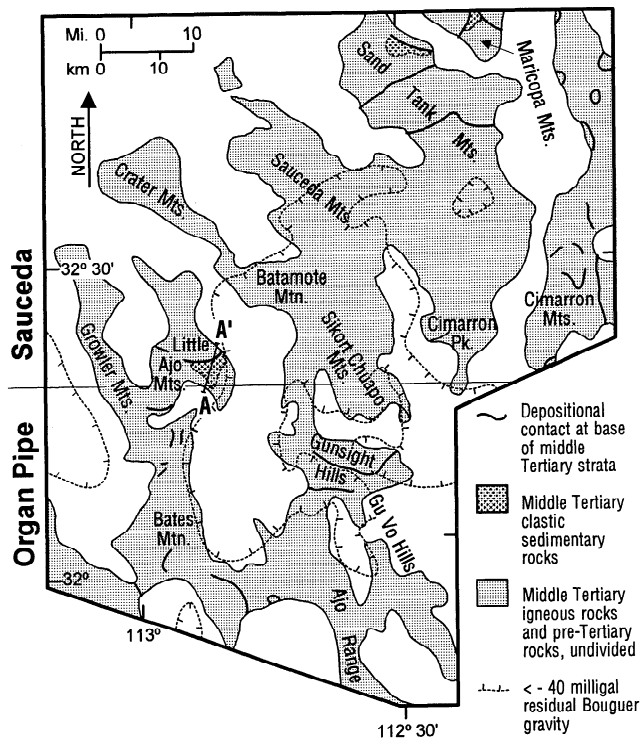 Mi. 0 10
km 0 10
NORTH
Sand
Tank
Mts.
Maricopa Mts.
Crater Mts.
Sauceda Mts.
Sauceda
32° 30'
Batamote
Mtn.
Cimarron
Mts.
Cimarron
Pk.
Growler Mts.
A'
Little
Ajo
Mts.
A
Sikort Chuapo
Mts.
Organ Pipe
Gunsight
Hills
Gu Vo Hills
Bates
Mtn.
Ajo
Range
32°
113°
112° 30'
Depositional
contact at base
of middle
Tertiary strata
Middle Tertiary
clastic
sedimentary
rocks
Middle Tertiary
igneous rocks
and pre-Tertiary
rocks, undivided
< - 40 milligal
residual Bouguer
gravity